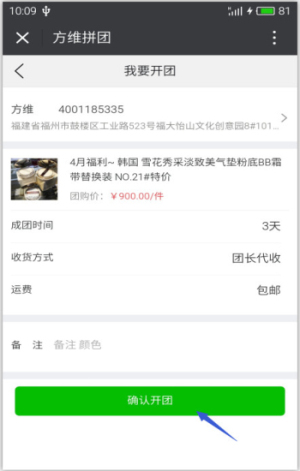 10:09 81
方维拼团
我要开团
方维 4001185335
福建省福州市鼓楼区工业路523号福大怡山文化创意园8#101...
4月福利~ 韩国 雪花秀采淡致美气垫粉底BB霜
带替换装 NO.21#特价
团购价：￥900.00/件
成团时间 3天
收货方式 团长代收
运费 包邮
备 注 备注 颜色
确认开团